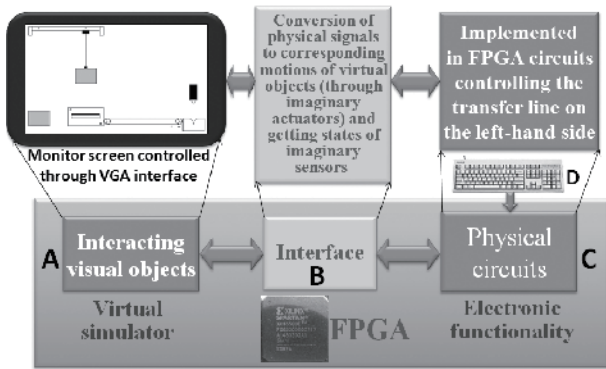 Conversion of
physical signals
to corresponding
motions of virtual
objects (through
imaginary
actuators) and
getting states of
imaginary
sensors
Implemented
in FPGA circuits
controlling the
transfer line on
the left-hand side
Monitor screen controlled
through VGA interface
D
A
Interacting
visual objects
Interface
B
Physical
circuits
C
Virtual
simulator
XILINX
SPARTAN
FPGA
Electronic
functionality